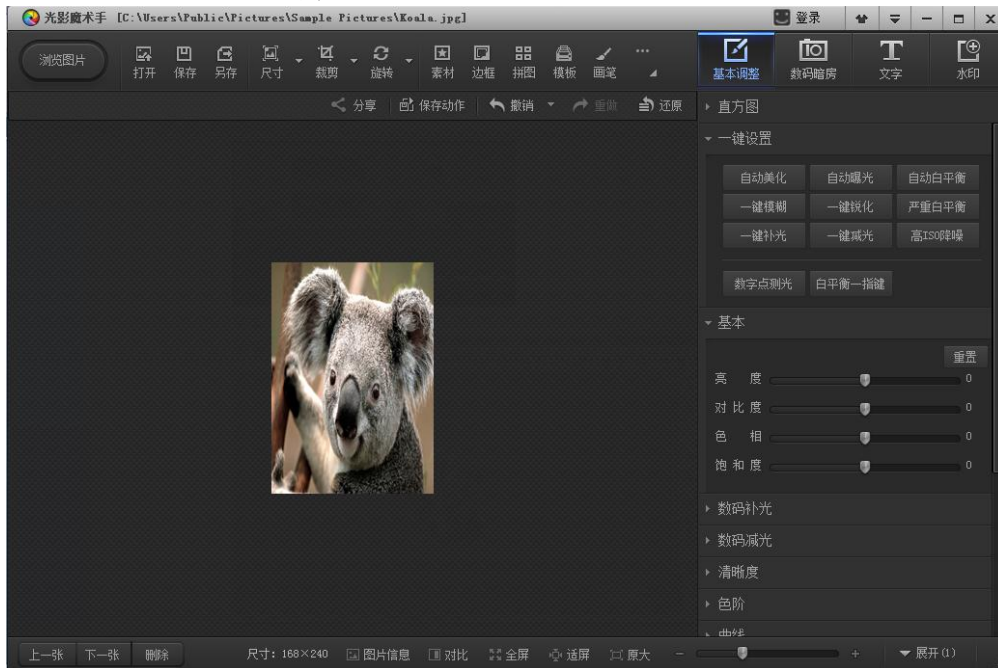 光影魔术手 [C:\Users\Public\Pictures\Sample Pictures\Koala.jpg] 登录
浏览图片 打开 保存 另存 尺寸 裁剪 旋转 素材 边框 拼图 模板 画笔 基本调整 数码暗房 文字 水印
分享 保存动作 撤销 重做 还原
直方图
一键设置
自动美化 自动曝光 自动白平衡
一键模糊 一键锐化 严重白平衡
一键补光 一键减光 高ISO降噪
数字点测光 白平衡一指键
基本
重置
亮度 0
对比度 0
色相 0
饱和度 0
数码补光
数码减光
清晰度
色阶
曲线
上一张 下一张 删除 尺寸: 168×240 图片信息 对比 全屏 适屏 原大 展开(1)